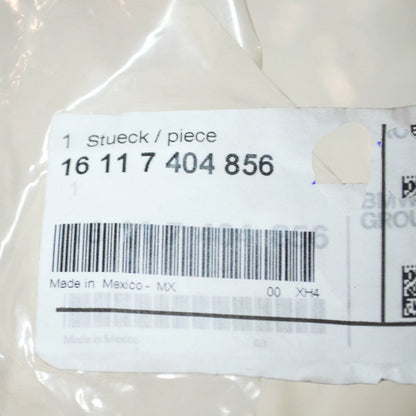 1 Stueck / piece
16 11 7 404 856
1
BMW
GROU
Made in Mexico - MX 00 XH4
Made in Mexico